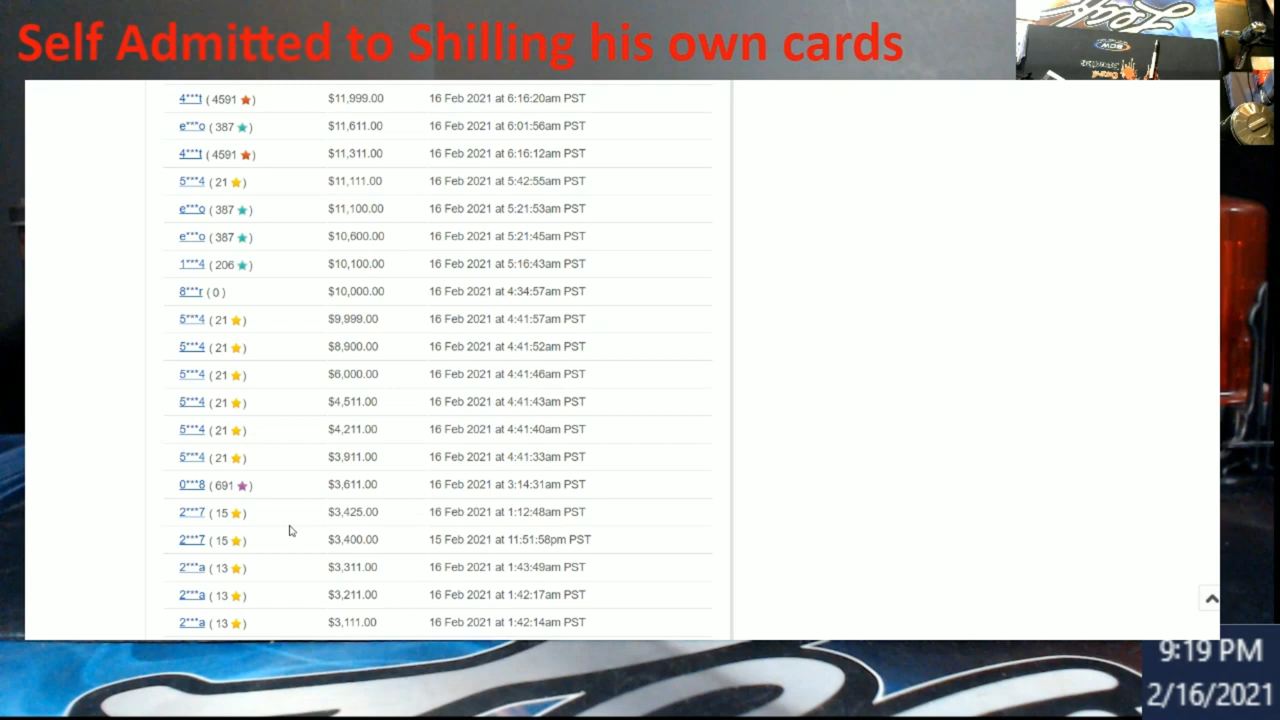 Self Admitted to Shilling his own cards
4***t ( 4591 ) $11,999.00 16 Feb 2021 at 6:16:20am PST
e***o ( 387 ) $11,611.00 16 Feb 2021 at 6:01:56am PST
4***t ( 4591 ) $11,311.00 16 Feb 2021 at 6:16:12am PST
5***4 ( 21 ) $11,111.00 16 Feb 2021 at 5:42:55am PST
e***o ( 387 ) $11,100.00 16 Feb 2021 at 5:21:53am PST
e***o ( 387 ) $10,600.00 16 Feb 2021 at 5:21:45am PST
1***4 ( 206 ) $10,100.00 16 Feb 2021 at 5:16:43am PST
8***r ( 0 ) $10,000.00 16 Feb 2021 at 4:34:57am PST
5***4 ( 21 ) $9,999.00 16 Feb 2021 at 4:41:57am PST
5***4 ( 21 ) $8,900.00 16 Feb 2021 at 4:41:52am PST
5***4 ( 21 ) $6,000.00 16 Feb 2021 at 4:41:46am PST
5***4 ( 21 ) $4,511.00 16 Feb 2021 at 4:41:43am PST
5***4 ( 21 ) $4,211.00 16 Feb 2021 at 4:41:40am PST
5***4 ( 21 ) $3,911.00 16 Feb 2021 at 4:41:33am PST
0***8 ( 691 ) $3,611.00 16 Feb 2021 at 3:14:31am PST
2***7 ( 15 ) $3,425.00 16 Feb 2021 at 1:12:48am PST
2***7 ( 15 ) $3,400.00 15 Feb 2021 at 11:51:58pm PST
2***a ( 13 ) $3,311.00 16 Feb 2021 at 1:43:49am PST
2***a ( 13 ) $3,211.00 16 Feb 2021 at 1:42:17am PST
2***a ( 13 ) $3,111.00 16 Feb 2021 at 1:42:14am PST
9:19 PM
2/16/2021